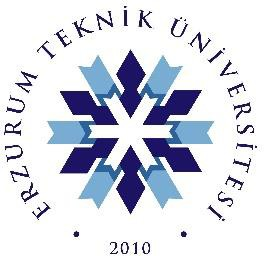 ERZURUM TEKNİK ÜNİVERSİTESİ
• 2010 •